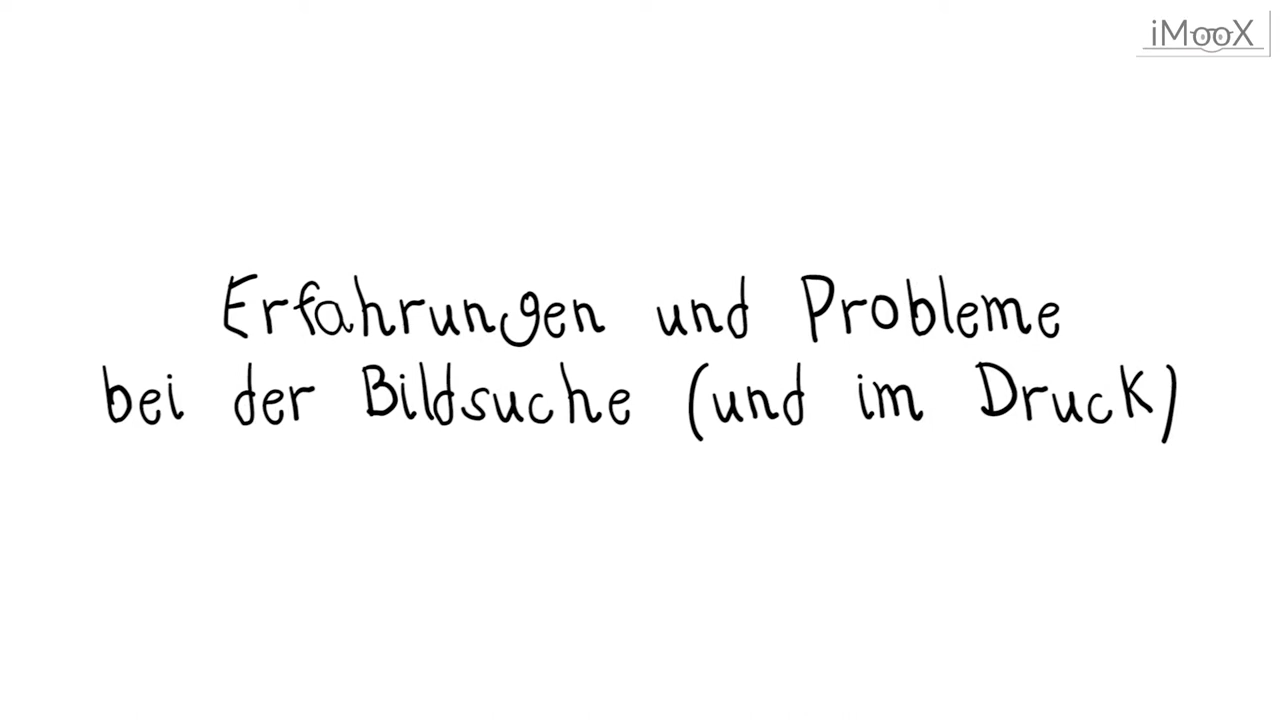 iMooX
Erfahrungen und Probleme
bei der Bildsuche (und im Druck)